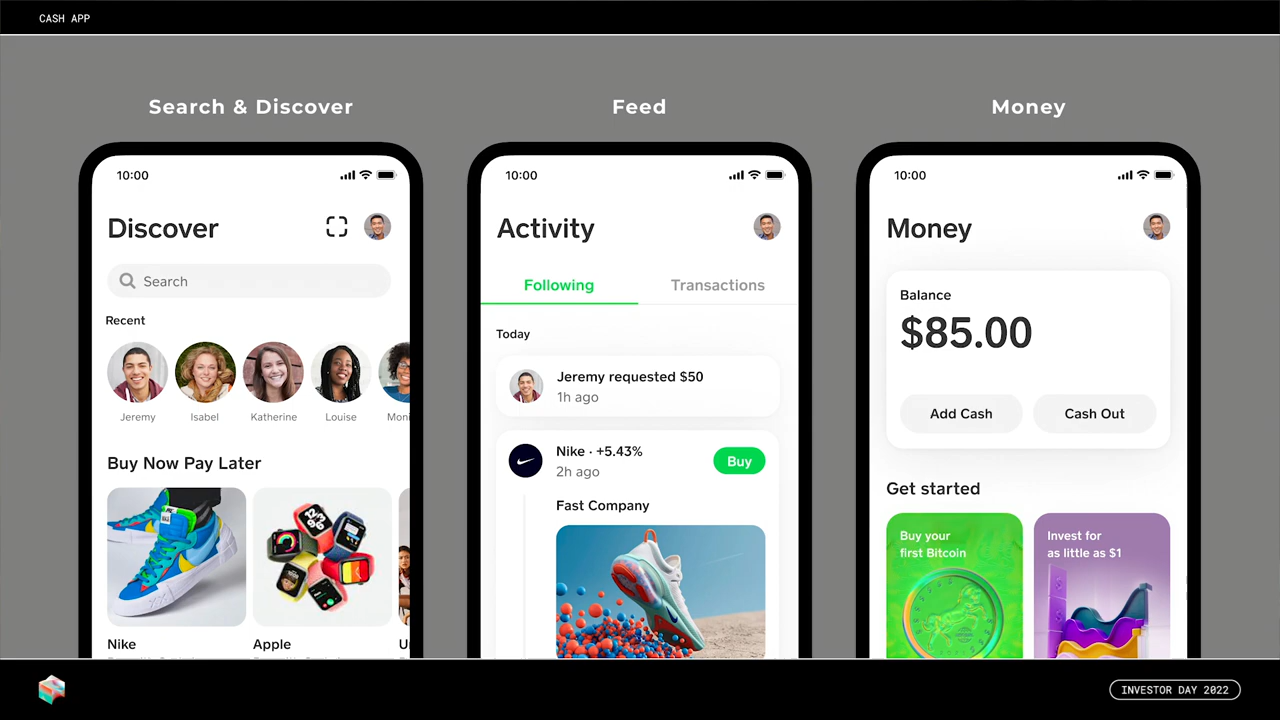 CASH APP
Search & Discover
10:00
Discover
Search
Recent
Jeremy
Isabel
Katherine
Louise
Buy Now Pay Later
Nike
Apple
Feed
10:00
Activity
Following
Transactions
Today
Jeremy requested $50
1h ago
Nike · +5.43%
2h ago
Buy
Fast Company
Money
10:00
Money
Balance
$85.00
Add Cash
Cash Out
Get started
Buy your
first Bitcoin
Invest for
as little as $1
INVESTOR DAY 2022